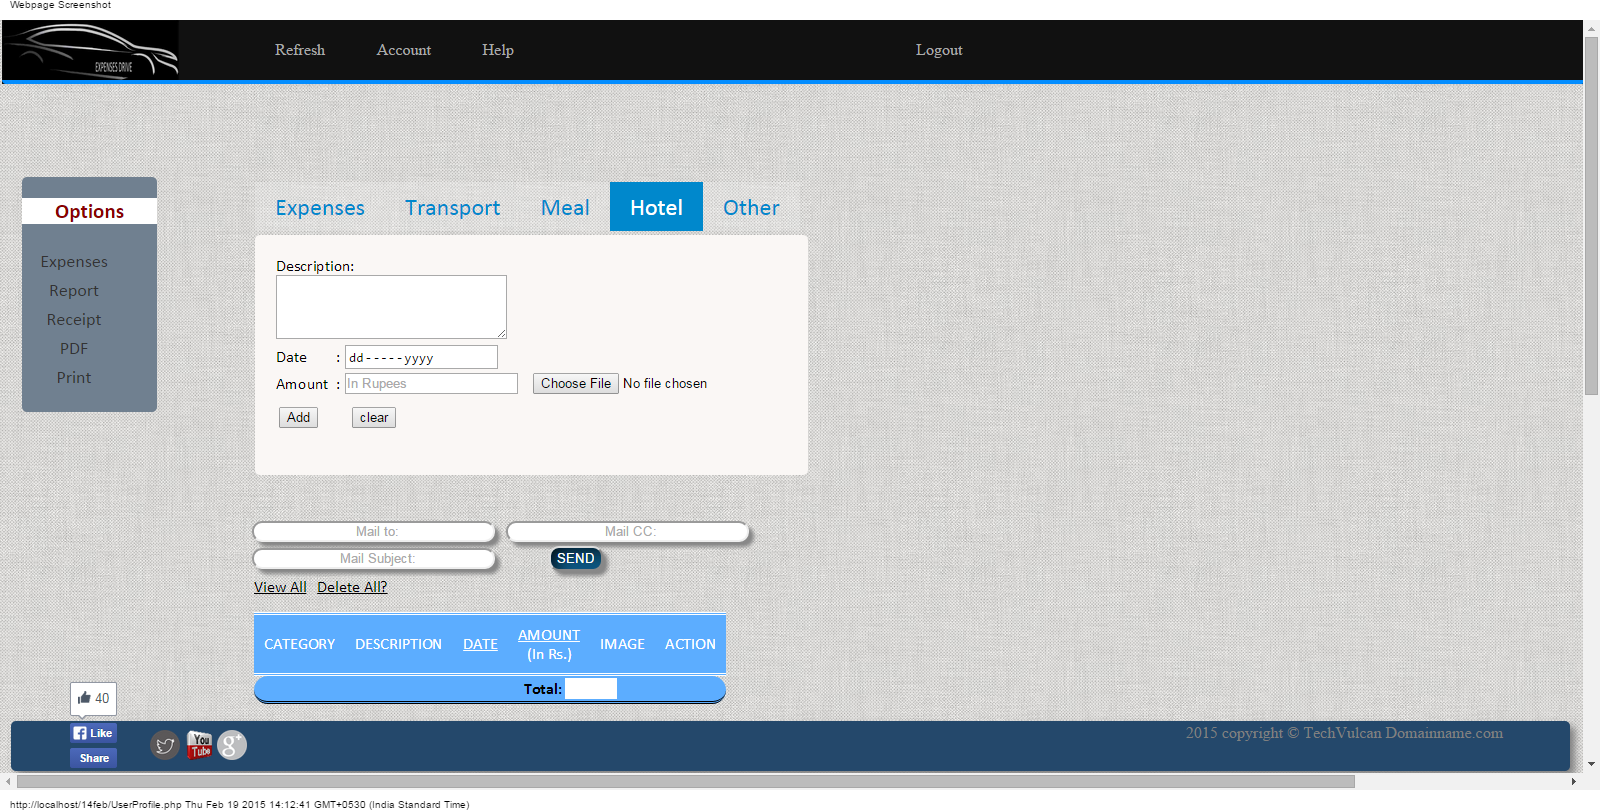 Webpage Screenshot
EXPENSES DRIVE
Refresh Account Help Logout
Options
Expenses
Report
Receipt
PDF
Print
Expenses Transport Meal Hotel Other
Description:
Date : dd-----yyyy
Amount : In Rupees Choose File No file chosen
Add clear
Mail to: Mail CC:
Mail Subject: SEND
View All Delete All?
CATEGORY DESCRIPTION DATE AMOUNT (In Rs.) IMAGE ACTION
Total:
40
Like
Share
You Tube
g+
2015 copyright © TechVulcan Domainname.com
http://localhost/14feb/UserProfile.php Thu Feb 19 2015 14:12:41 GMT+0530 (India Standard Time)